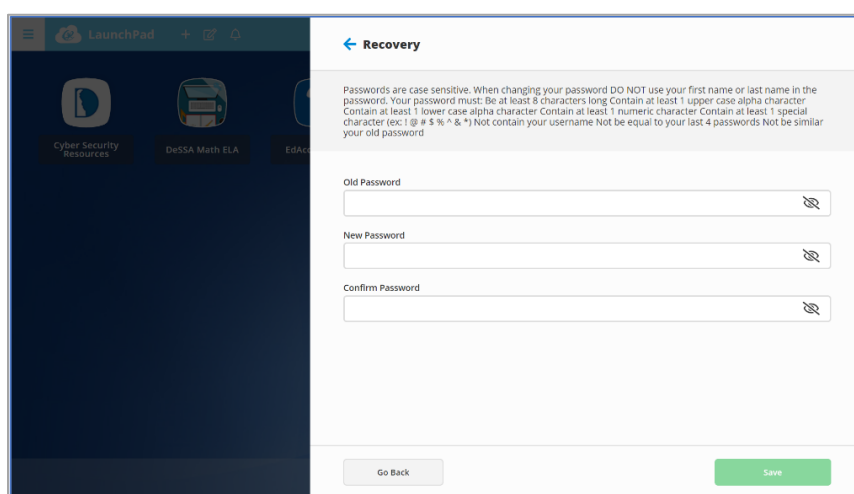 LaunchPad
Recovery
Passwords are case sensitive. When changing your password DO NOT use your first name or last name in the
password. Your password must: Be at least 8 characters long Contain at least 1 upper case alpha character
Contain at least 1 lower case alpha character Contain at least 1 numeric character Contain at least 1 special
character (ex: ! @ # $ % ^ & *) Not contain your username Not be equal to your last 4 passwords Not be similar
your old password
Cyber Security
Resources
DeSSA Math ELA
EdAcc
Old Password
New Password
Confirm Password
Go Back
Save